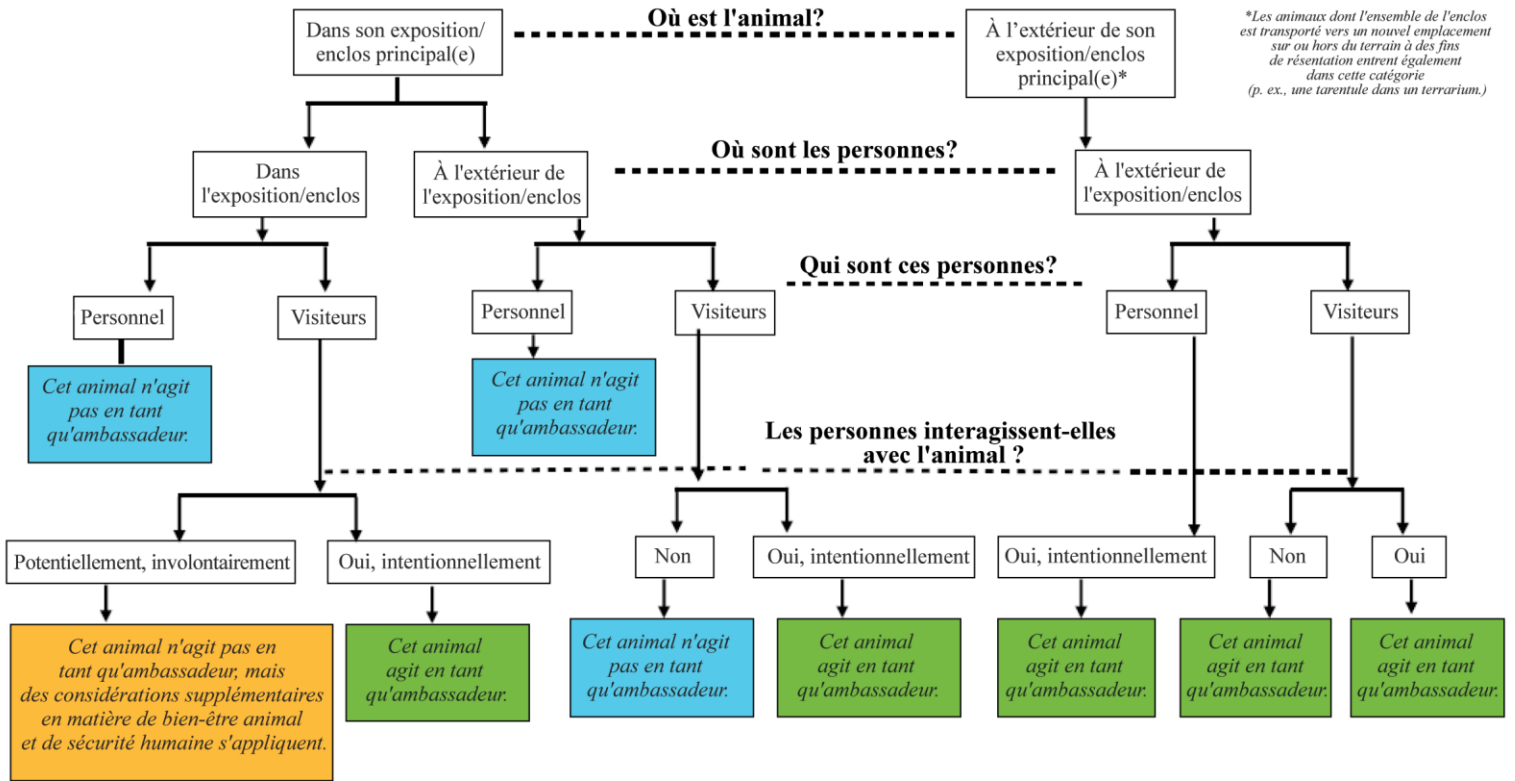 Dans son exposition/
enclos principal(e)
Où est l'animal?
À l'extérieur de son
exposition/enclos
principal(e)*
*Les animaux dont l'ensemble de l'enclos
est transporté vers un nouvel emplacement
sur ou hors du terrain à des fins
de résentation entrent également
dans cette catégorie
(p. ex., une tarentule dans un terrarium.)
Où sont les personnes?
Dans
l'exposition/enclos
À l'extérieur de
l'exposition/enclos
À l'extérieur de
l'exposition/enclos
Qui sont ces personnes?
Personnel
Visiteurs
Personnel
Visiteurs
Personnel
Visiteurs
Cet animal n'agit
pas en tant
qu'ambassadeur.
Cet animal n'agit
pas en tant
qu'ambassadeur.
Les personnes interagissent-elles
avec l'animal ?
Potentiellement, involontairement
Oui, intentionnellement
Non
Oui, intentionnellement
Oui, intentionnellement
Non
Oui
Cet animal n'agit pas en
tant qu'ambassadeur, mais
des considérations supplémentaires
en matière de bien-être animal
et de sécurité humaine s'appliquent.
Cet animal
agit en tant
qu'ambassadeur.
Cet animal n'agit
pas en tant
qu'ambassadeur.
Cet animal
agit en tant
qu'ambassadeur.
Cet animal
agit en tant
qu'ambassadeur.
Cet animal
agit en tant
qu'ambassadeur.
Cet animal
agit en tant
qu'ambassadeur.